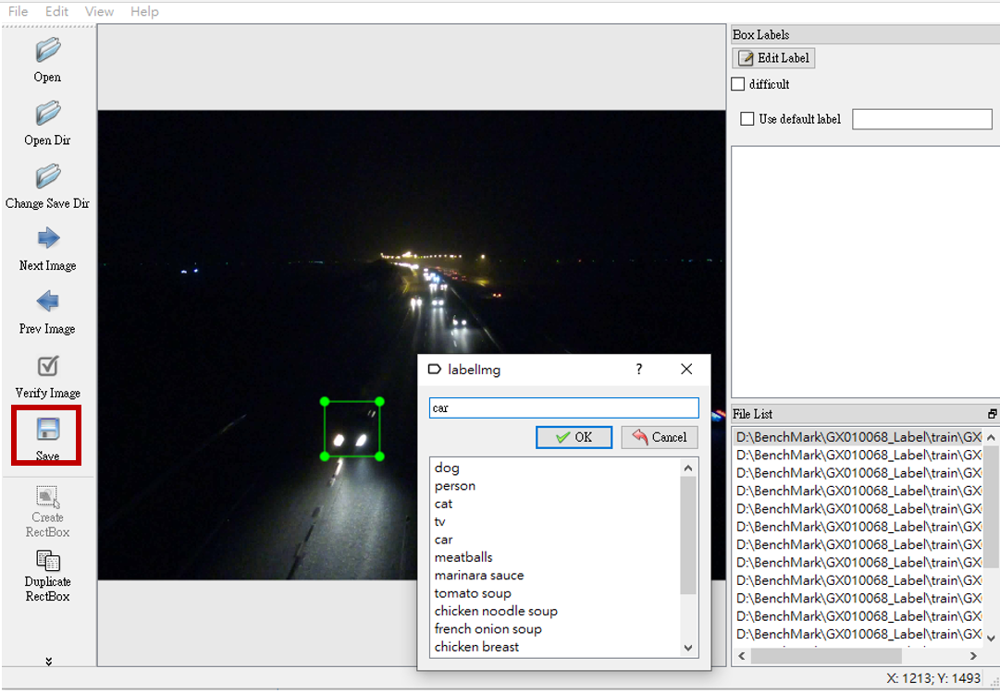 File Edit View Help
Open
Open Dir
Change Save Dir
Next Image
Prev Image
Verify Image
Save
Create
RectBox
Duplicate
RectBox
labelImg
?
car
OK
Cancel
dog
person
cat
tv
car
meatballs
marinara sauce
tomato soup
chicken noodle soup
french onion soup
chicken breast
Box Labels
Edit Label
difficult
Use default label
File List
D:\BenchMark\GX010068_Label\train\GX
D:\BenchMark\GX010068_Label\train\GX
D:\BenchMark\GX010068_Label\train\GX
D:\BenchMark\GX010068_Label\train\GX
D:\BenchMark\GX010068_Label\train\GX
D:\BenchMark\GX010068_Label\train\GX
D:\BenchMark\GX010068_Label\train\GX
D:\BenchMark\GX010068_Label\train\GX
D:\BenchMark\GX010068_Label\train\GX
D:\BenchMark\GX010068_Label\train\GX
D:\BenchMark\GX010068_Label\train\GX
D:\BenchMark\GX010068_Label\train\GX
X: 1213; Y: 1493